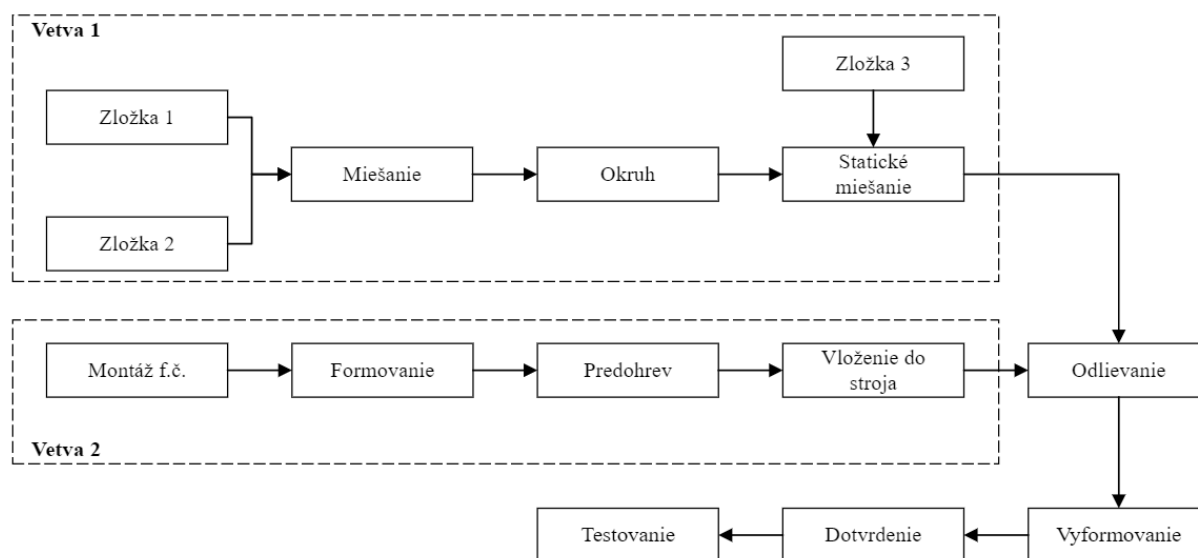 Vetva 1
Zložka 3
Zložka 1
Miešanie
Okruh
Statické
miešanie
Zložka 2
Montáž f.č.
Formovanie
Predohrev
Vloženie do
stroja
Odlievanie
Vetva 2
Testovanie
Dotvrdenie
Vyformovanie